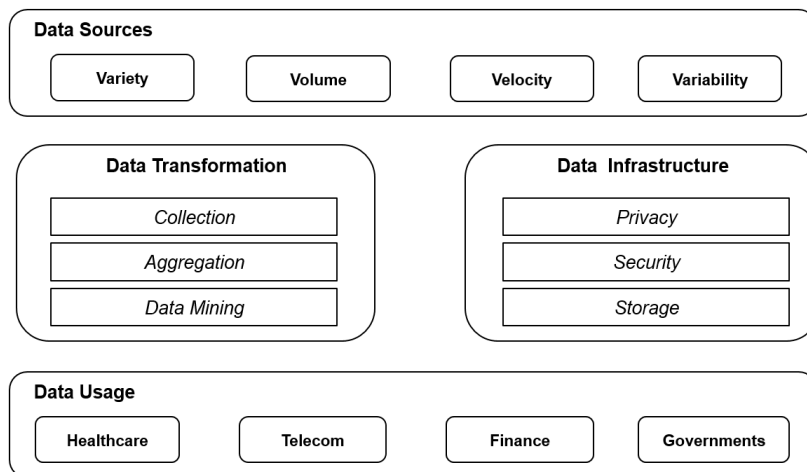 Data Sources
Variety Volume Velocity Variability
Data Transformation Data Infrastructure
Collection Privacy
Aggregation Security
Data Mining Storage
Data Usage
Healthcare Telecom Finance Governments